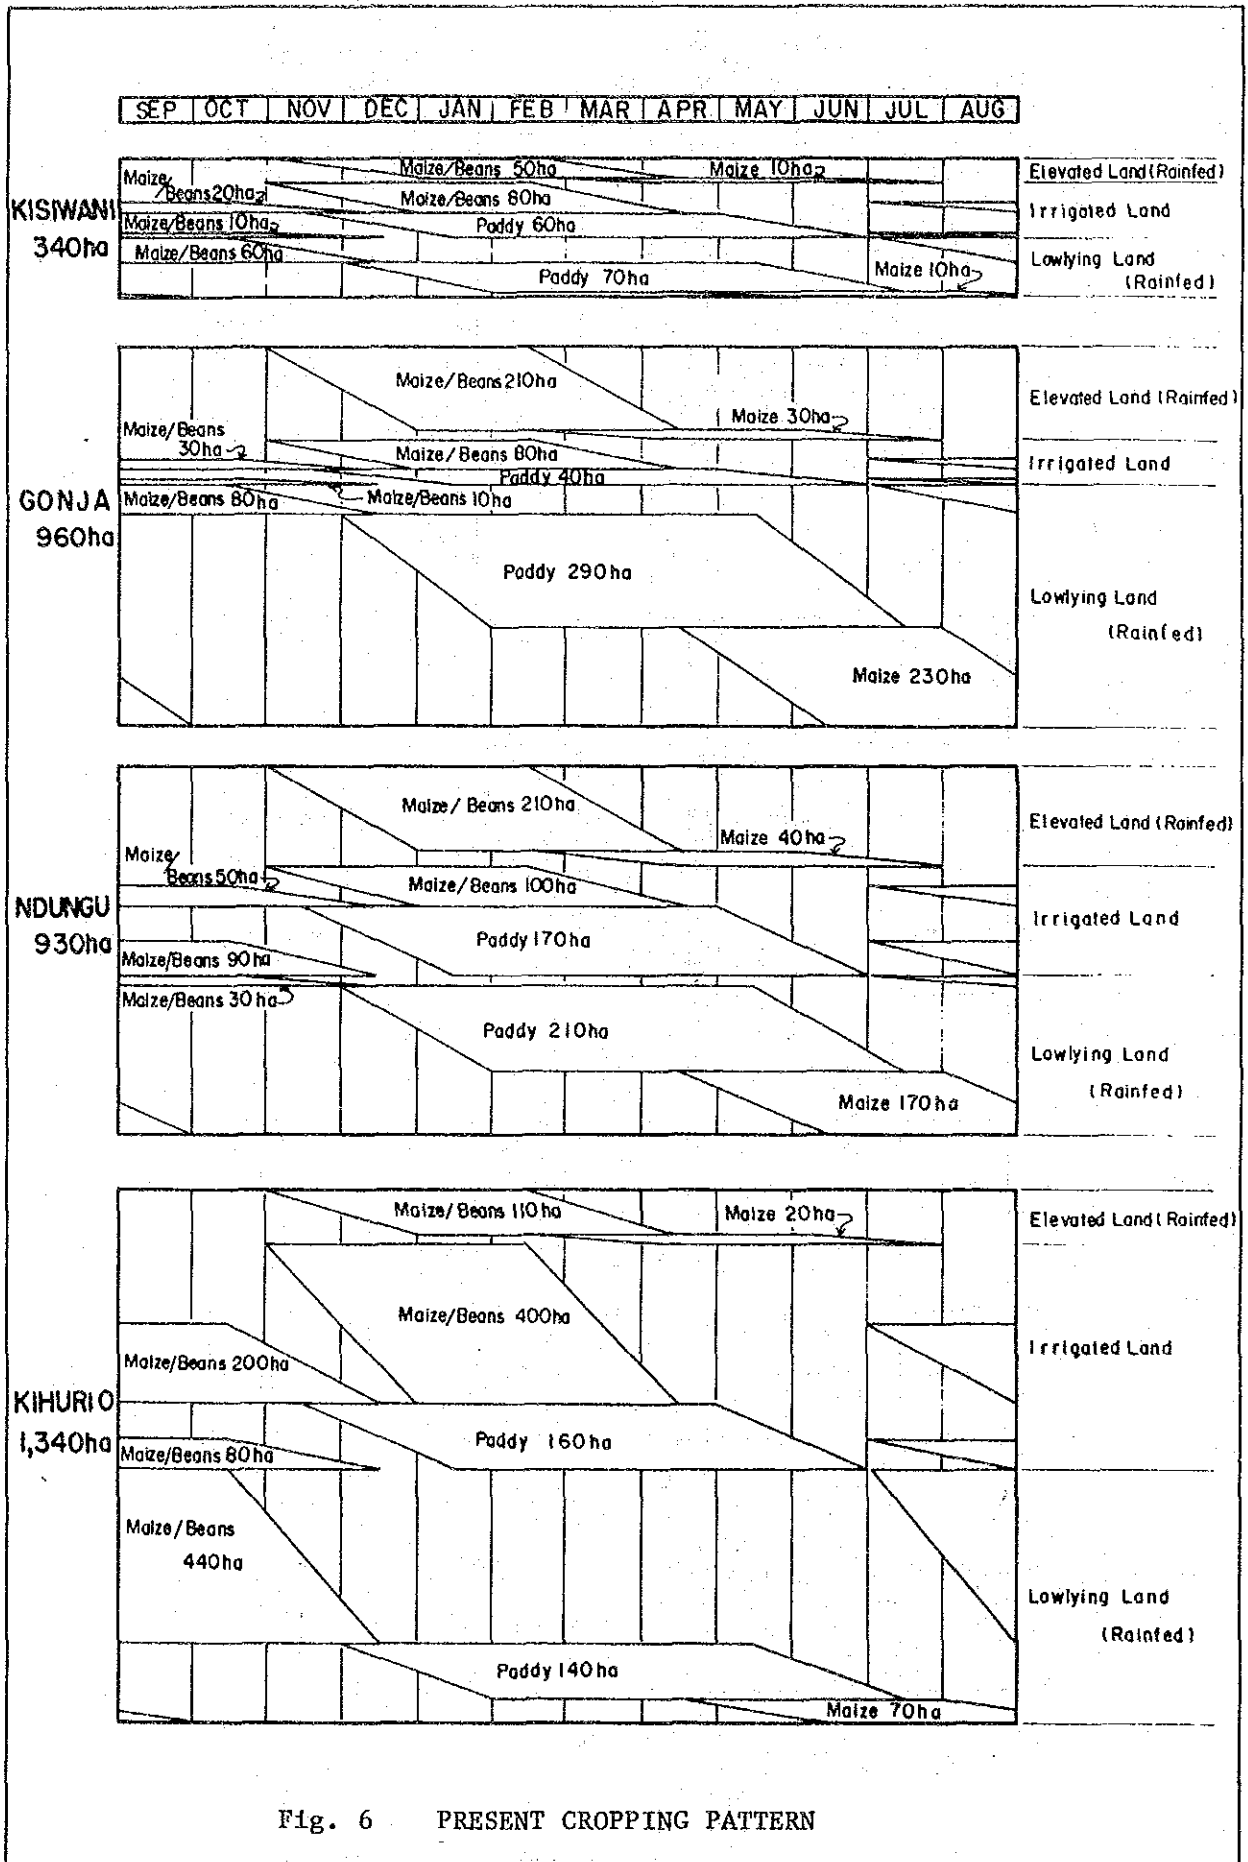 SEP OCT NOV DEC JAN FEB MAR APR MAY JUN JUL AUG
KISIWANI
340ha
Maize/Beans 50ha
Maize 10ha
Elevated Land (Rainfed)
Maize/
Beans 20ha
Maize/Beans 80ha
Irrigated Land
Maize/Beans 10ha
Paddy 60ha
Maize/Beans 60ha
Paddy 70ha
Maize 10ha
Lowlying Land
(Rainfed)
GONJA
960ha
Maize/Beans 210ha
Elevated Land (Rainfed)
Maize 30ha
Maize/Beans
30ha
Maize/Beans 80ha
Irrigated Land
Paddy 40ha
Maize/Beans 80ha
Maize/Beans 10ha
Paddy 290ha
Lowlying Land
(Rainfed)
Maize 230ha
NDUNGU
930ha
Maize/Beans 210ha
Elevated Land (Rainfed)
Maize 40ha
Maize/
Beans 50ha
Maize/Beans 100ha
Irrigated Land
Paddy 170ha
Maize/Beans 90ha
Maize/Beans 30ha
Paddy 210ha
Lowlying Land
(Rainfed)
Maize 170ha
KIHURIO
1,340ha
Maize/Beans 110ha
Maize 20ha
Elevated Land (Rainfed)
Maize/Beans 400ha
Irrigated Land
Maize/Beans 200ha
Paddy 160ha
Maize/Beans 80ha
Maize/Beans
440ha
Lowlying Land
(Rainfed)
Paddy 140ha
Maize 70ha
Fig. 6 PRESENT CROPPING PATTERN